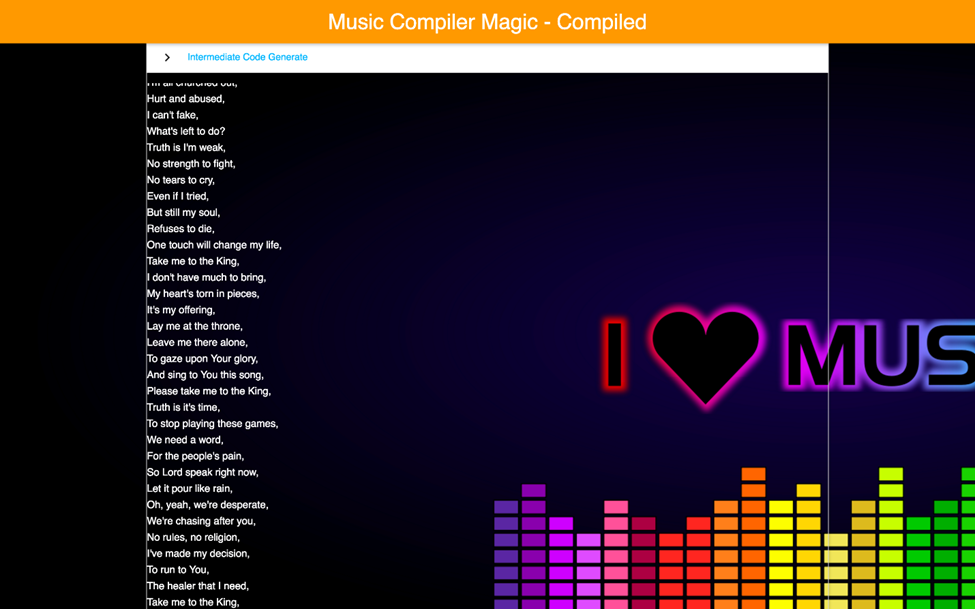 Music Compiler Magic - Compiled
Intermediate Code Generate
I'm all churched out,
Hurt and abused,
I can't fake,
What's left to do?
Truth is I'm weak,
No strength to fight,
No tears to cry,
Even if I tried,
But still my soul,
Refuses to die,
One touch will change my life,
Take me to the King,
I don't have much to bring,
My heart's torn in pieces,
It's my offering,
Lay me at the throne,
Leave me there alone,
To gaze upon Your glory,
And sing to You this song,
Please take me to the King,
Truth is it's time,
To stop playing these games,
We need a word,
For the people's pain,
So Lord speak right now,
Let it pour like rain,
Oh, yeah, we're desperate,
We're chasing after you,
No rules, no religion,
I've made my decision,
To run to You,
The healer that I need,
Take me to the King,
I MUS